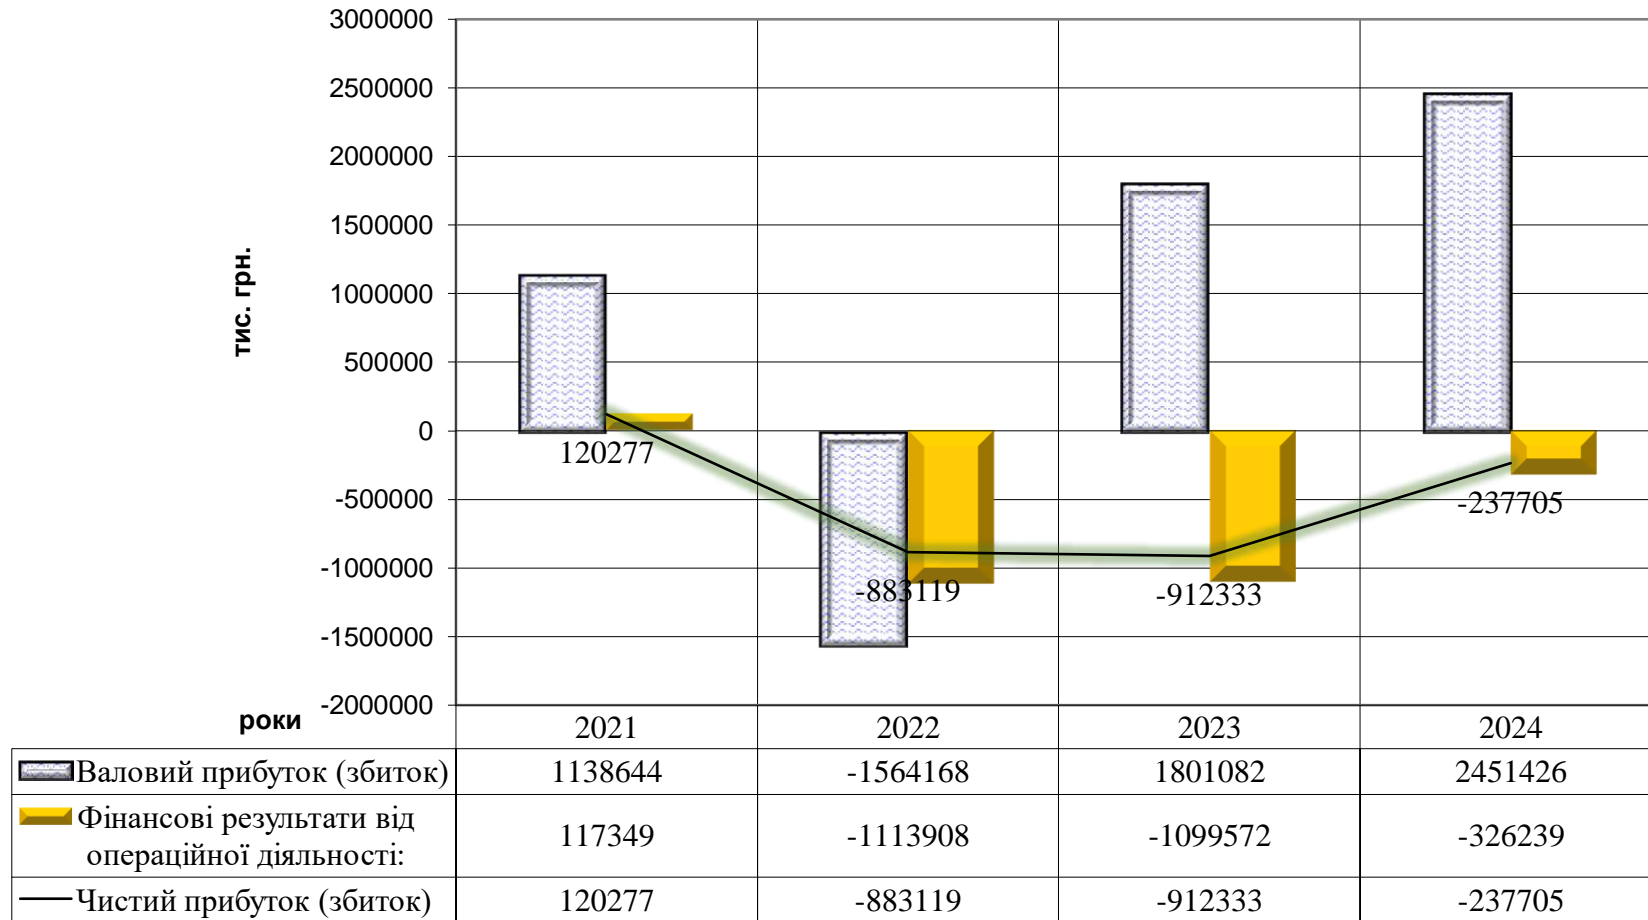 3000000
2500000
2000000
1500000
1000000
500000
0
-500000
-1000000
-1500000
-2000000
тис. грн.
120277
-883119
-912333
-237705
роки
2021 2022 2023 2024
Валовий прибуток (збиток) 1138644 -1564168 1801082 2451426
Фінансові результати від
операційної діяльності: 117349 -1113908 -1099572 -326239
Чистий прибуток (збиток) 120277 -883119 -912333 -237705